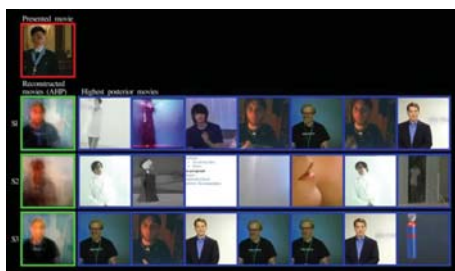 Presented movie
Reconstructed
movies (AHP) Highest posterior movies
S1
S2
S3